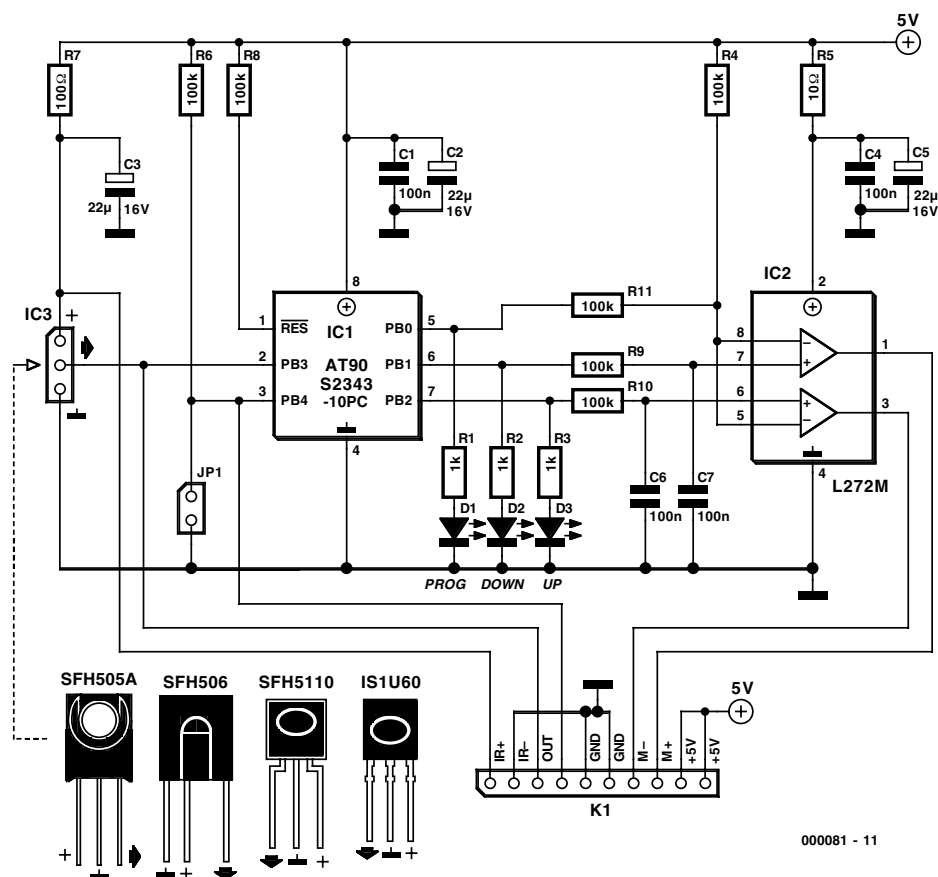 5V
R7
R6
R8
R4
R5
100Ω
100k
100k
100k
10Ω
C3
22µ
16V
C1
100n
C2
22µ
16V
C4
100n
C5
22µ
16V
IC3
+
8
IC1
AT90
S2343
-10PC
1
RES
2
PB3
3
PB4
PB0
5
PB1
6
PB2
7
4
R11
100k
R9
100k
R10
100k
IC2
2
8
7
6
5
−
+
+
−
1
3
4
L272M
JP1
R1
R2
R3
1k
1k
1k
D1
D2
D3
C6
100n
C7
100n
PROG
DOWN
UP
SFH505A
SFH506
SFH5110
IS1U60
+
+
+
+
5V
IR+
IR−
OUT
GND
GND
M−
M+
+5V
+5V
K1
000081 - 11